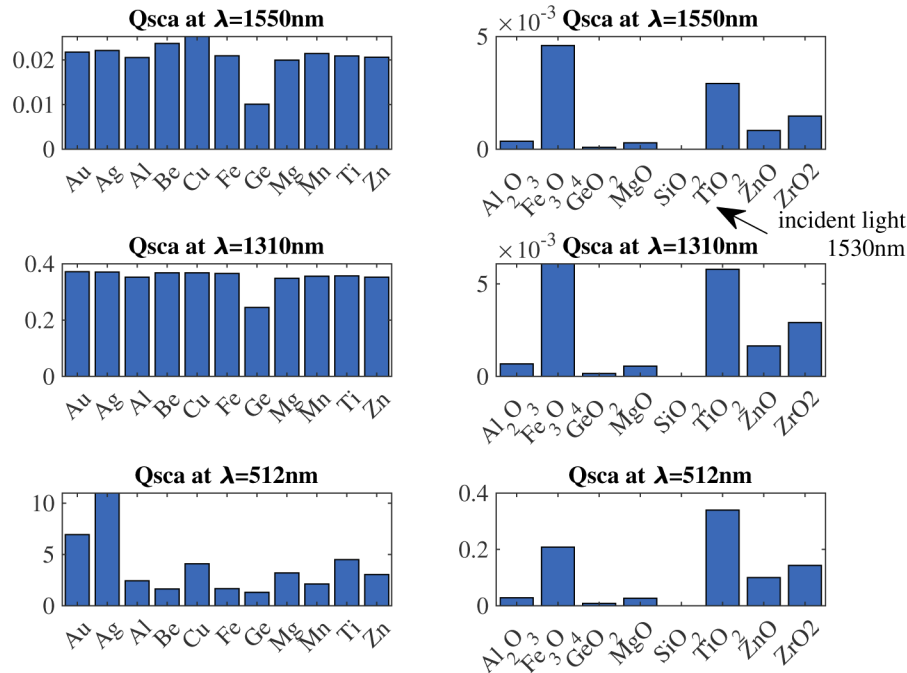 Qsca at λ=1550nm
0.02
0.01
0
Au Ag Al Be Cu Fe Ge Mg Mn Ti Zn
Qsca at λ=1550nm
×10⁻³
5
0
Al₂O₃ Fe₃O₄ GeO₂ MgO SiO₂ TiO₂ ZnO ZrO2
incident light
1530nm
Qsca at λ=1310nm
0.4
0.2
0
Au Ag Al Be Cu Fe Ge Mg Mn Ti Zn
Qsca at λ=1310nm
×10⁻³
5
0
Al₂O₃ Fe₃O₄ GeO₂ MgO SiO₂ TiO₂ ZnO ZrO2
Qsca at λ=512nm
10
5
0
Au Ag Al Be Cu Fe Ge Mg Mn Ti Zn
Qsca at λ=512nm
0.4
0.2
0
Al₂O₃ Fe₃O₄ GeO₂ MgO SiO₂ TiO₂ ZnO ZrO2